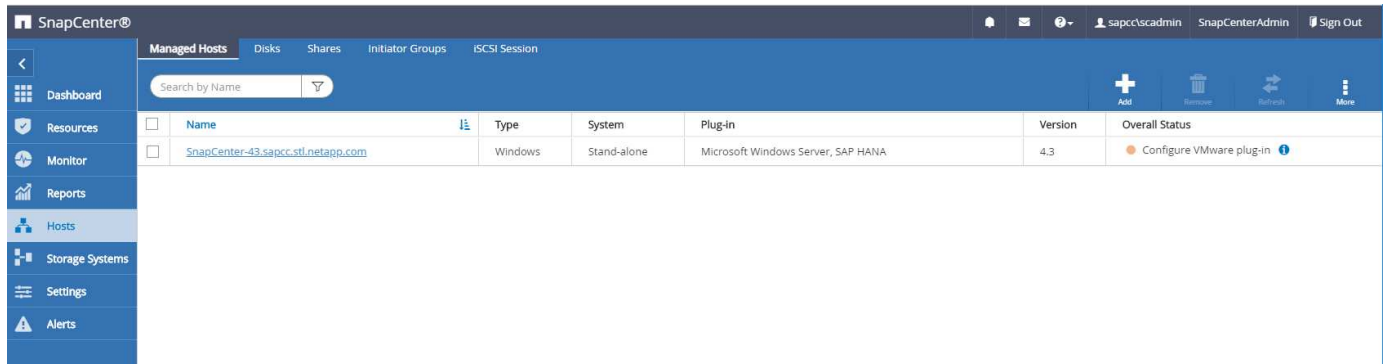 SnapCenter® sapcc\scadmin SnapCenterAdmin Sign Out
Managed Hosts Disks Shares Initiator Groups iSCSI Session
Search by Name
Add Remove Refresh More
Dashboard
Resources
Monitor
Reports
Hosts
Storage Systems
Settings
Alerts
Name Type System Plug-in Version Overall Status
SnapCenter-43.sapcc.stl.netapp.com Windows Stand-alone Microsoft Windows Server, SAP HANA 4.3 Configure VMware plug-in